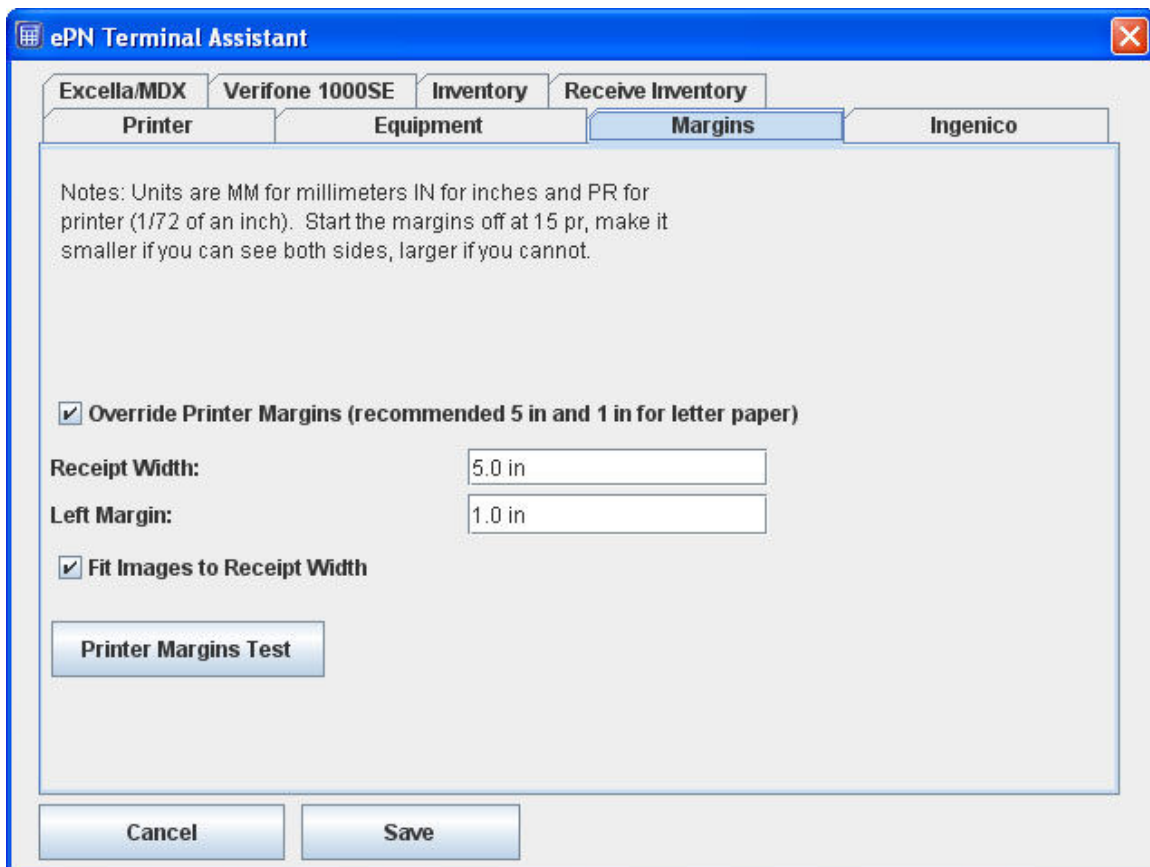 ePN Terminal Assistant
Excella/MDX Verifone 1000SE Inventory Receive Inventory
Printer Equipment Margins Ingenico
Notes: Units are MM for millimeters IN for inches and PR for
printer (1/72 of an inch). Start the margins off at 15 pr, make it
smaller if you can see both sides, larger if you cannot.
Override Printer Margins (recommended 5 in and 1 in for letter paper)
Receipt Width: 5.0 in
Left Margin: 1.0 in
Fit Images to Receipt Width
Printer Margins Test
Cancel Save